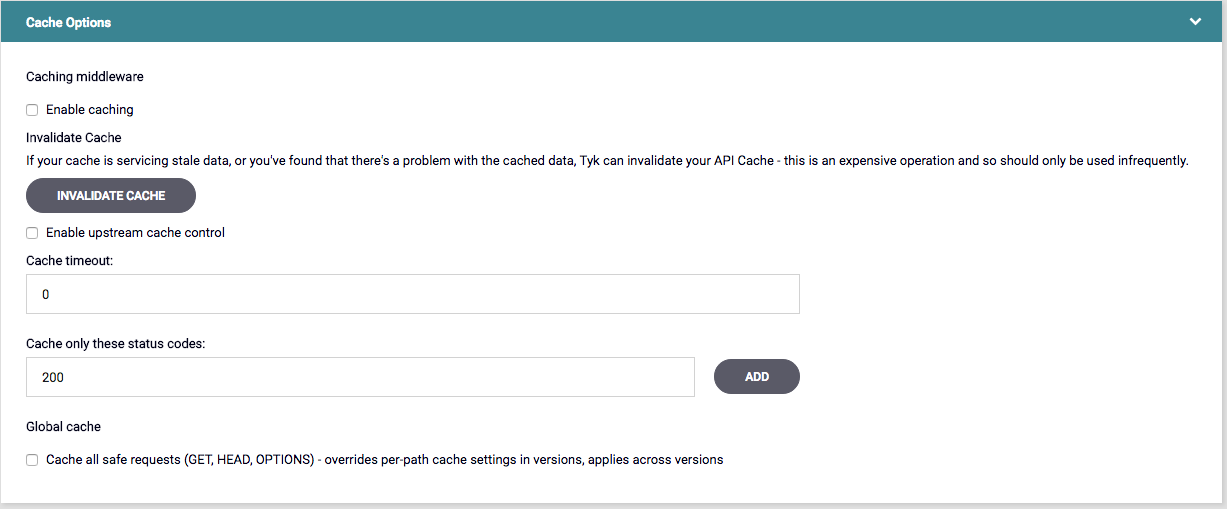 Cache Options
Caching middleware
Enable caching
Invalidate Cache
If your cache is servicing stale data, or you've found that there's a problem with the cached data, Tyk can invalidate your API Cache - this is an expensive operation and so should only be used infrequently.
INVALIDATE CACHE
Enable upstream cache control
Cache timeout:
0
Cache only these status codes:
200
ADD
Global cache
Cache all safe requests (GET, HEAD, OPTIONS) - overrides per-path cache settings in versions, applies across versions